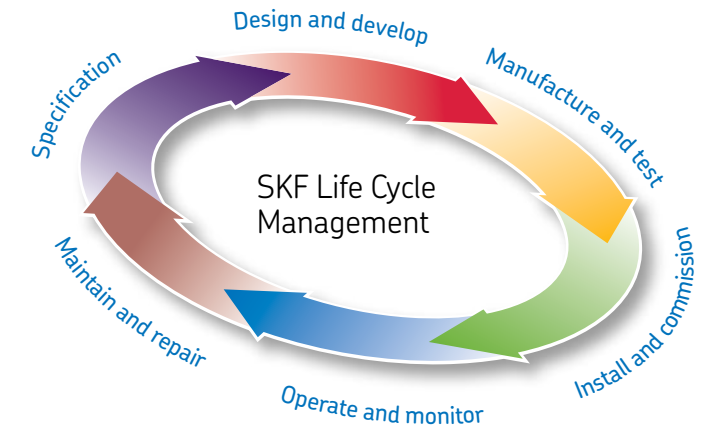 Design and develop
Manufacture and test
Specification
SKF Life Cycle
Management
Install and commission
Maintain and repair
Operate and monitor